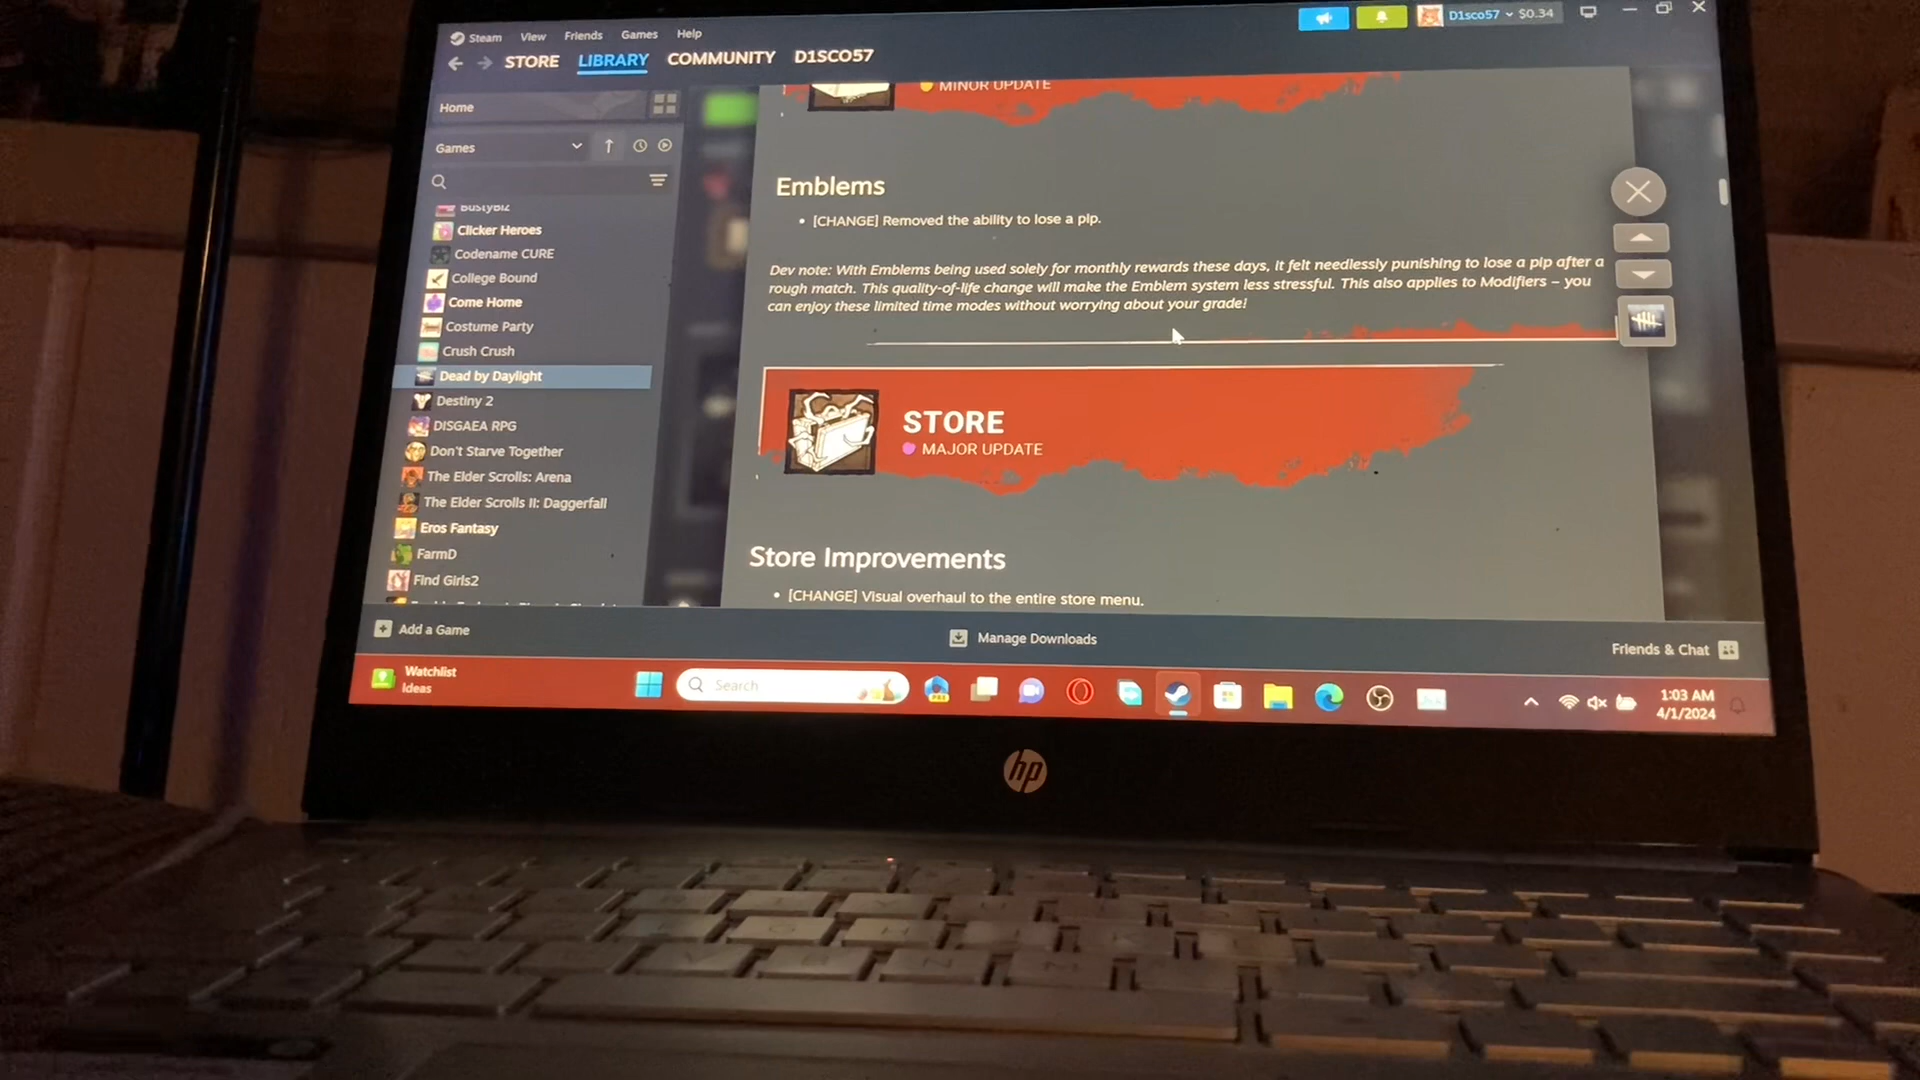 Steam View Friends Games Help
D1sco57 $0.34
STORE LIBRARY COMMUNITY D1SCO57
Home
Games
BustyBiz
Clicker Heroes
Codename CURE
College Bound
Come Home
Costume Party
Crush Crush
Dead by Daylight
Destiny 2
DISGAEA RPG
Don't Starve Together
The Elder Scrolls: Arena
The Elder Scrolls II: Daggerfall
Eros Fantasy
FarmD
Find Girls2
MINOR UPDATE
Emblems
• [CHANGE] Removed the ability to lose a pip.
Dev note: With Emblems being used solely for monthly rewards these days, it felt needlessly punishing to lose a pip after a
rough match. This quality-of-life change will make the Emblem system less stressful. This also applies to Modifiers – you
can enjoy these limited time modes without worrying about your grade!
STORE
MAJOR UPDATE
Store Improvements
• [CHANGE] Visual overhaul to the entire store menu.
Add a Game
Manage Downloads
Friends & Chat
Watchlist
Ideas
Search
PRE
1:03 AM
4/1/2024
hp